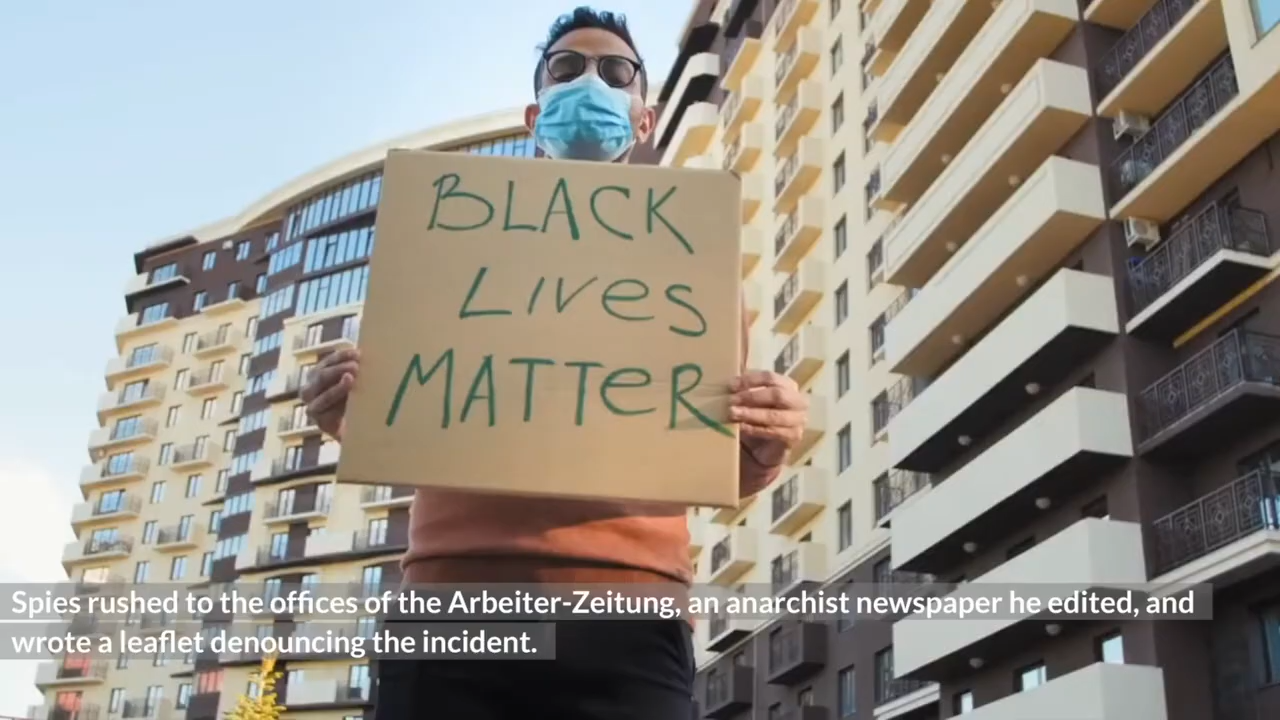 BLACK
Lives
MATTeR
Spies rushed to the offices of the Arbeiter-Zeitung, an anarchist newspaper he edited, and
wrote a leaflet denouncing the incident.